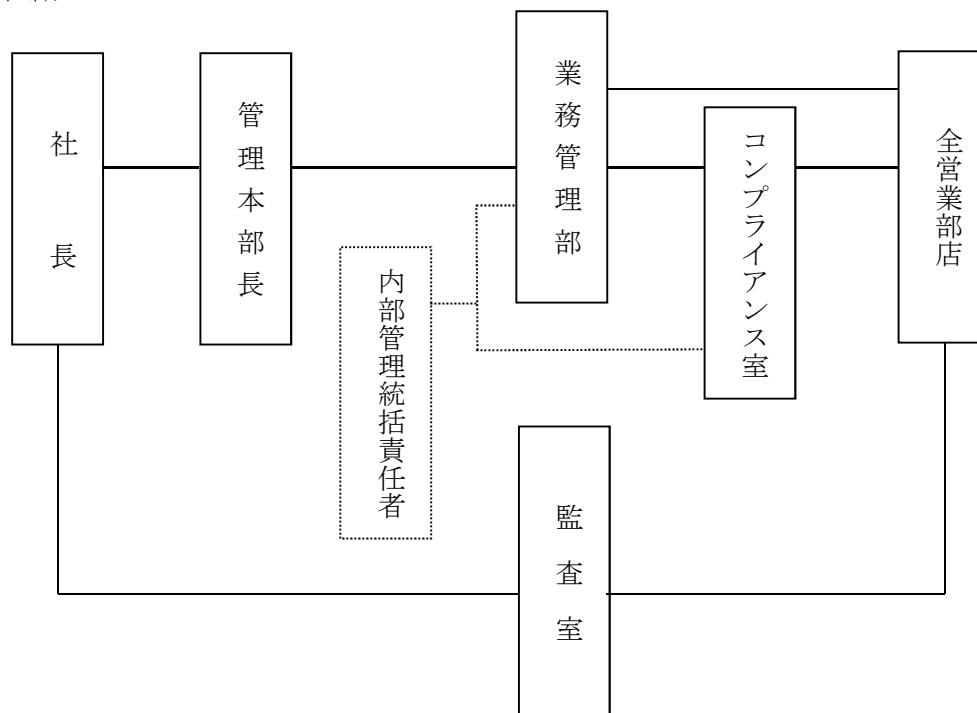 社長
管理本部長
内部管理統括責任者
業務管理部
コンプライアンス室
全営業部店
監査室